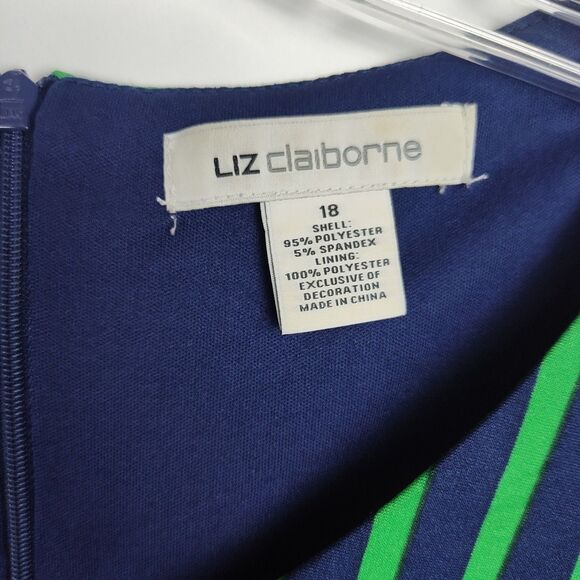 LIZ claiborne
18
SHELL:
95% POLYESTER
5% SPANDEX
LINING:
100% POLYESTER
EXCLUSIVE OF
DECORATION
MADE IN CHINA